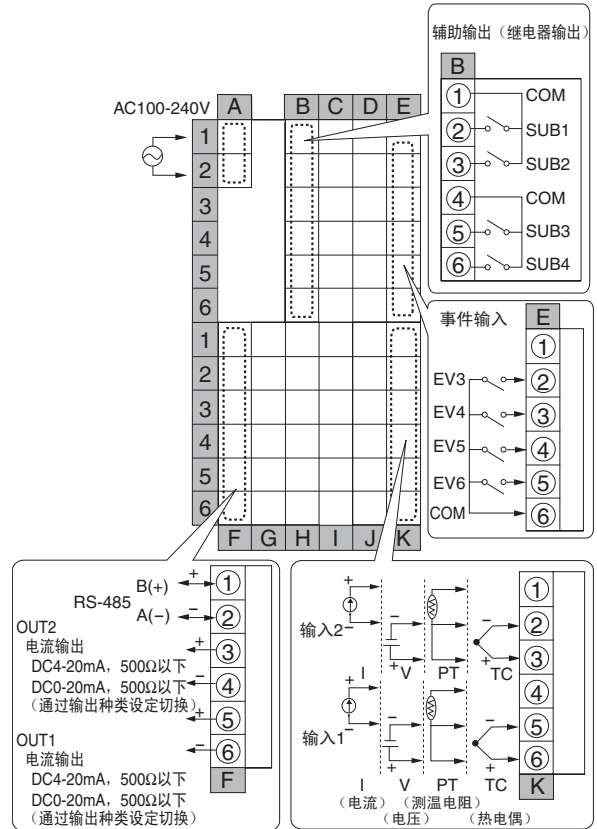 辅助输出（继电器输出）
B
① COM
② SUB1
③ SUB2
④ COM
⑤ SUB3
⑥ SUB4
AC100-240V A B C D E
1
2
3
4
5
6
1
2
3
4
5
6
F G H I J K
事件输入 E
①
EV3 ②
EV4 ③
EV5 ④
EV6 ⑤
COM ⑥
RS-485
+ B(+) ①
− A(−) ②
OUT2
电流输出
+ ③
DC4-20mA，500Ω以下
− ④
DC0-20mA，500Ω以下
（通过输出种类设定切换）
+ ⑤
OUT1
− ⑥
电流输出
F
DC4-20mA，500Ω以下
DC0-20mA，500Ω以下
（通过输出种类设定切换）
①
+ − − ②
输入2 −
+ + ③
I V PT TC
④
+ − − ⑤
输入1 −
+ + ⑥
I V PT TC K
（电流） （测温电阻）
（电压） （热电偶）